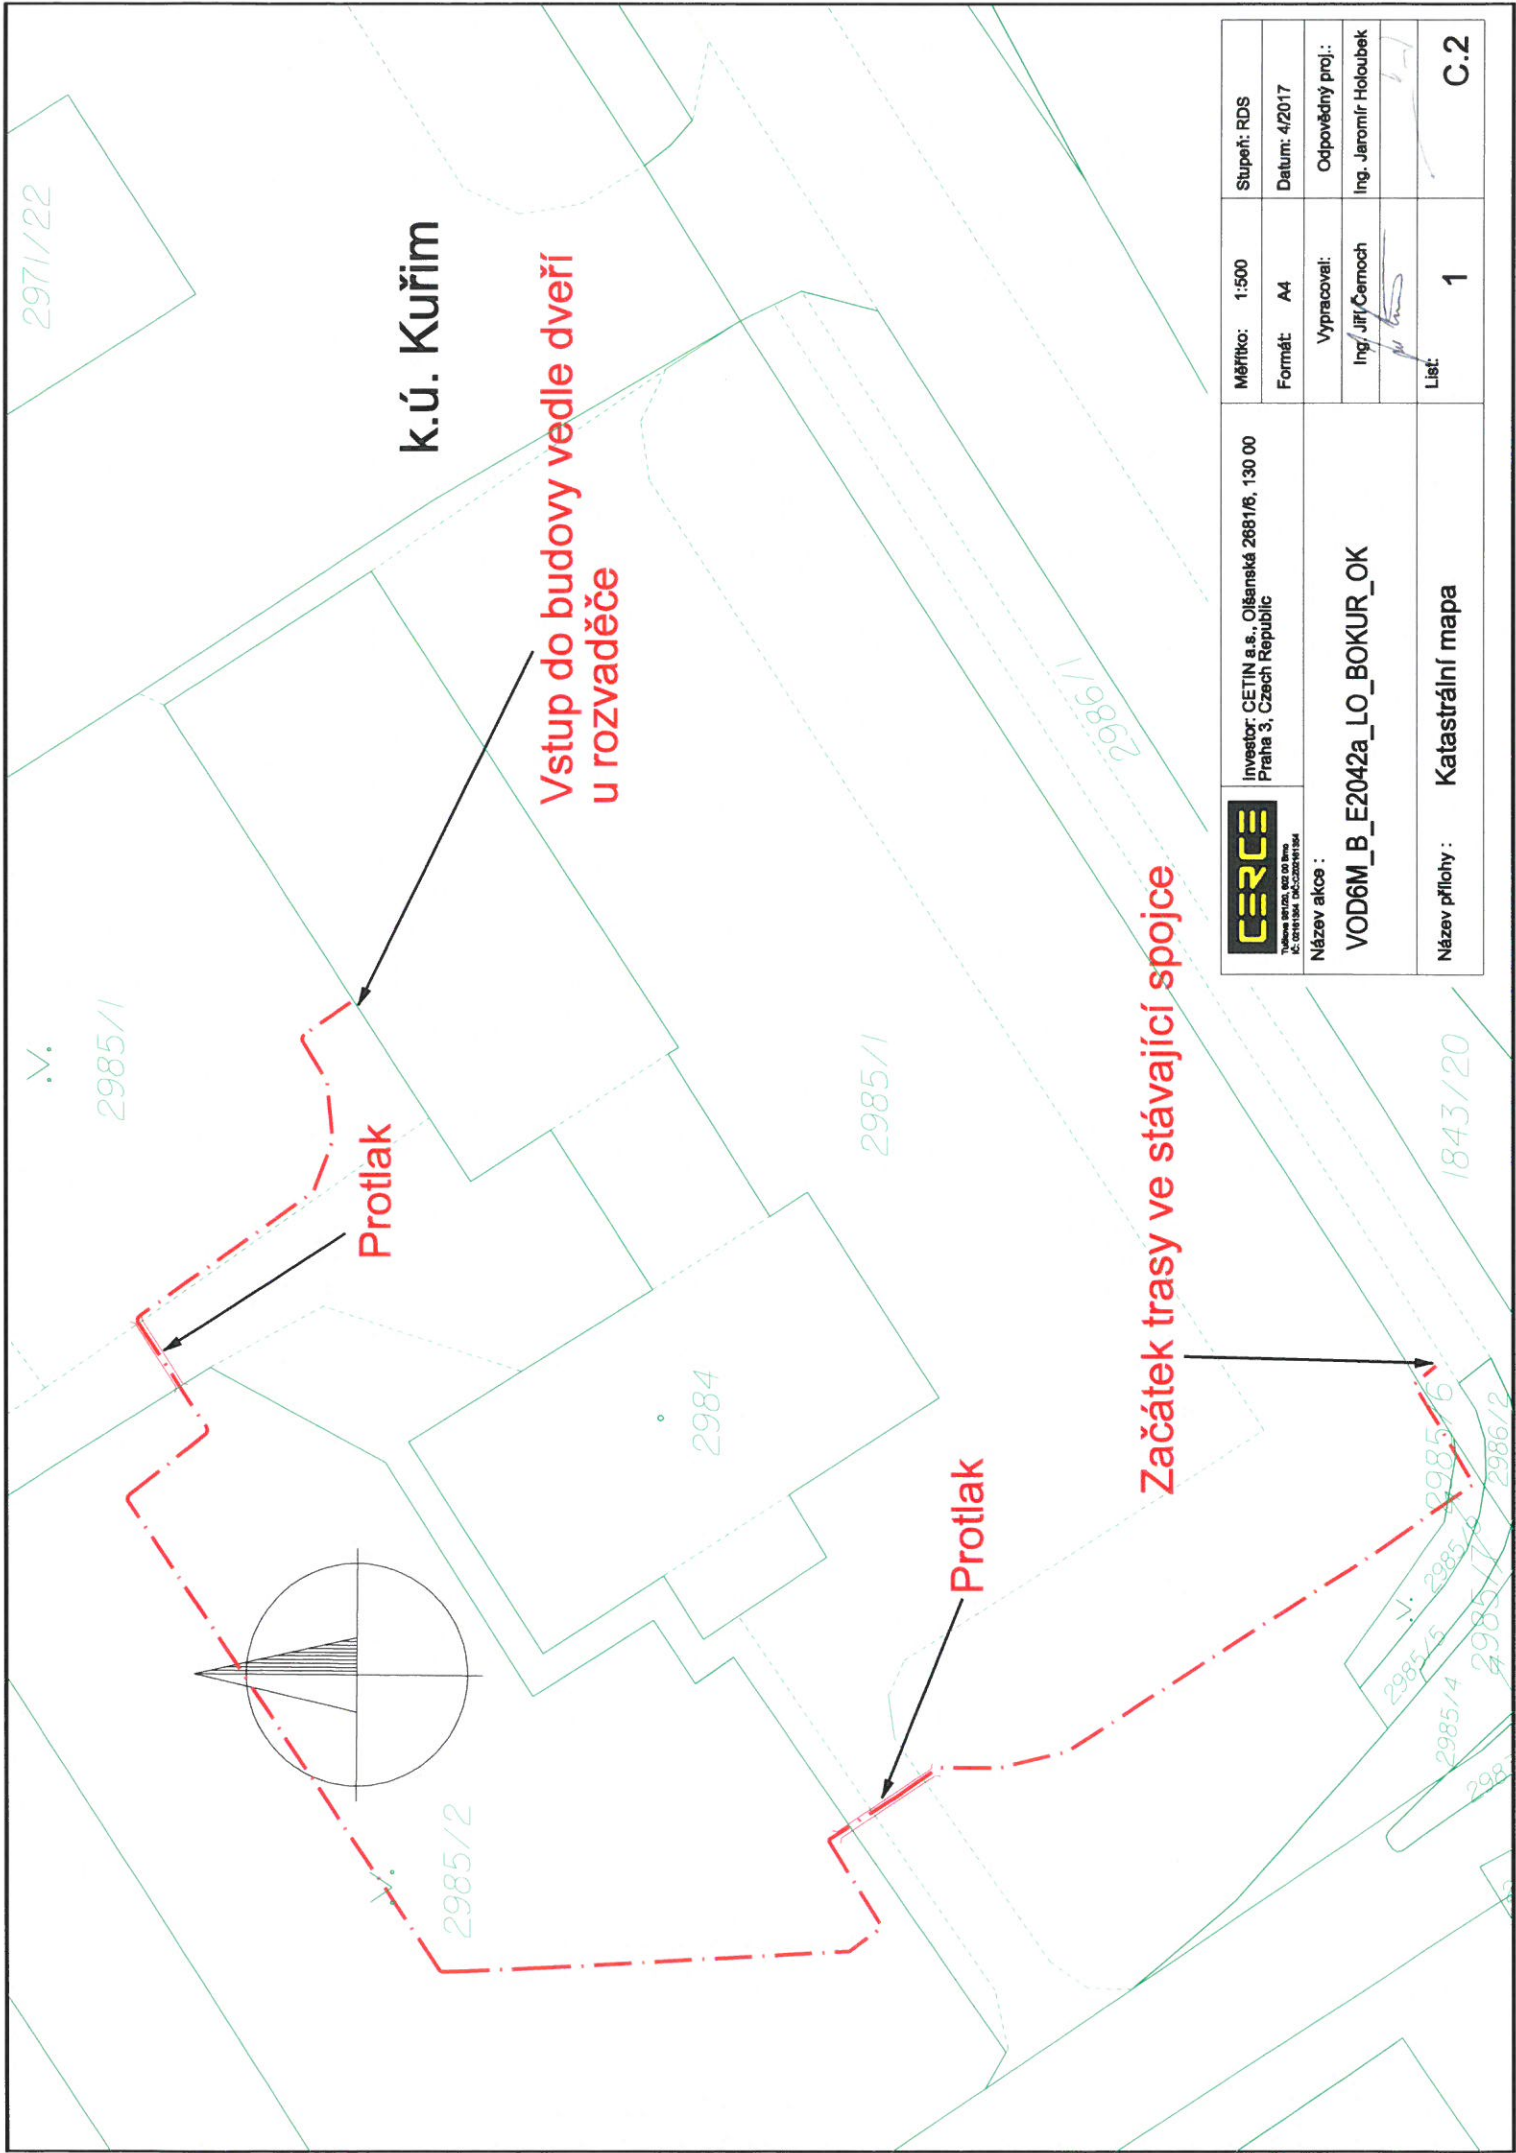 2971/22
k.ú. Kuřim
Vstup do budovy vedle dveří
u rozvaděče
.v.
2985/1
Protlak
2986/1
2985/1
2984
Začátek trasy ve stávající spojce
Protlak
2985/2
1843/20
2985/6
2986/2
2985/5
2985/4
CERCE
Investor: CETIN a.s., Olšanská 2681/6, 130 00
Praha 3, Czech Republic
Měřítko: 1:500
Stupeň: RDS
Formát: A4
Datum: 4/2017
Název akce :
VOD6M_B_E2042a_LO_BOKUR_OK
Vypracoval:
Odpovědný proj.:
Ing. Jiří Černoch
Ing. Jaromír Holoubek
Název přílohy :
Katastrální mapa
List:
1
C.2